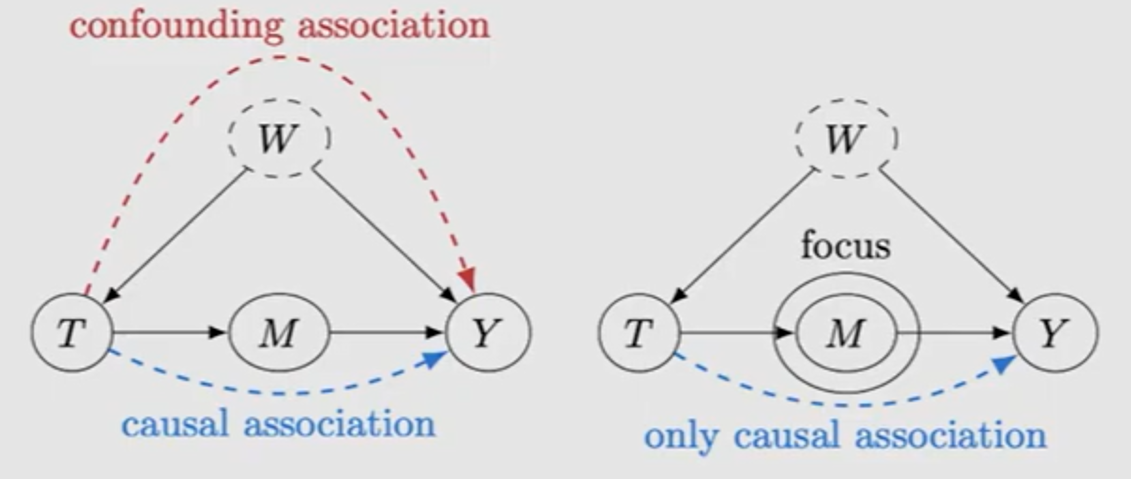 confounding association
W
T
M
Y
causal association
W
focus
T
M
Y
only causal association